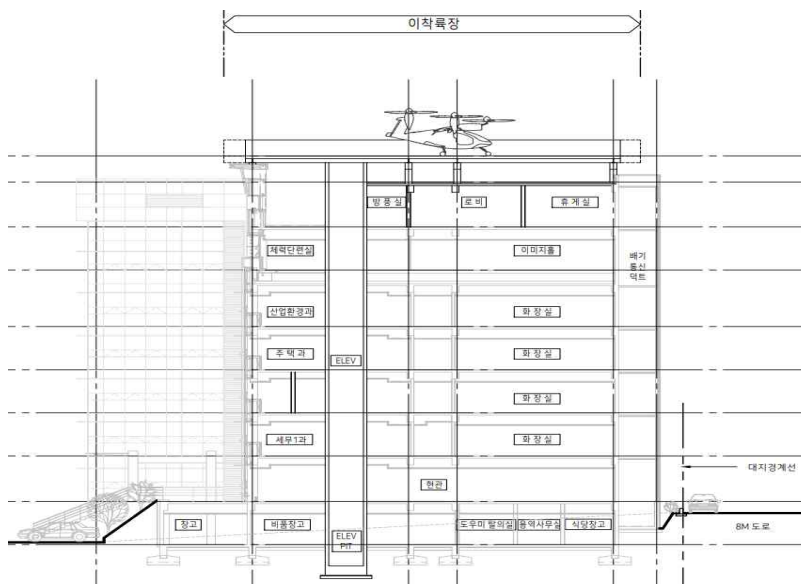 이착륙장
방풍실 로비 휴게실
체력단련실 이미지홀
배기
통신
덕트
산업환경과 화장실
주택과 화장실
ELEV
화장실
세무1과 화장실
대지경계선
현관
창고 비품창고 도우미 탈의실 용역사무실 식당창고
8M 도로
ELEV
PIT